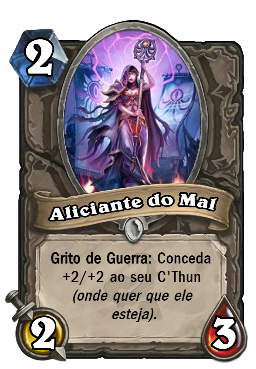 2
Aliciante do Mal
Grito de Guerra: Conceda
+2/+2 ao seu C'Thun
(onde quer que ele
esteja).
2
3